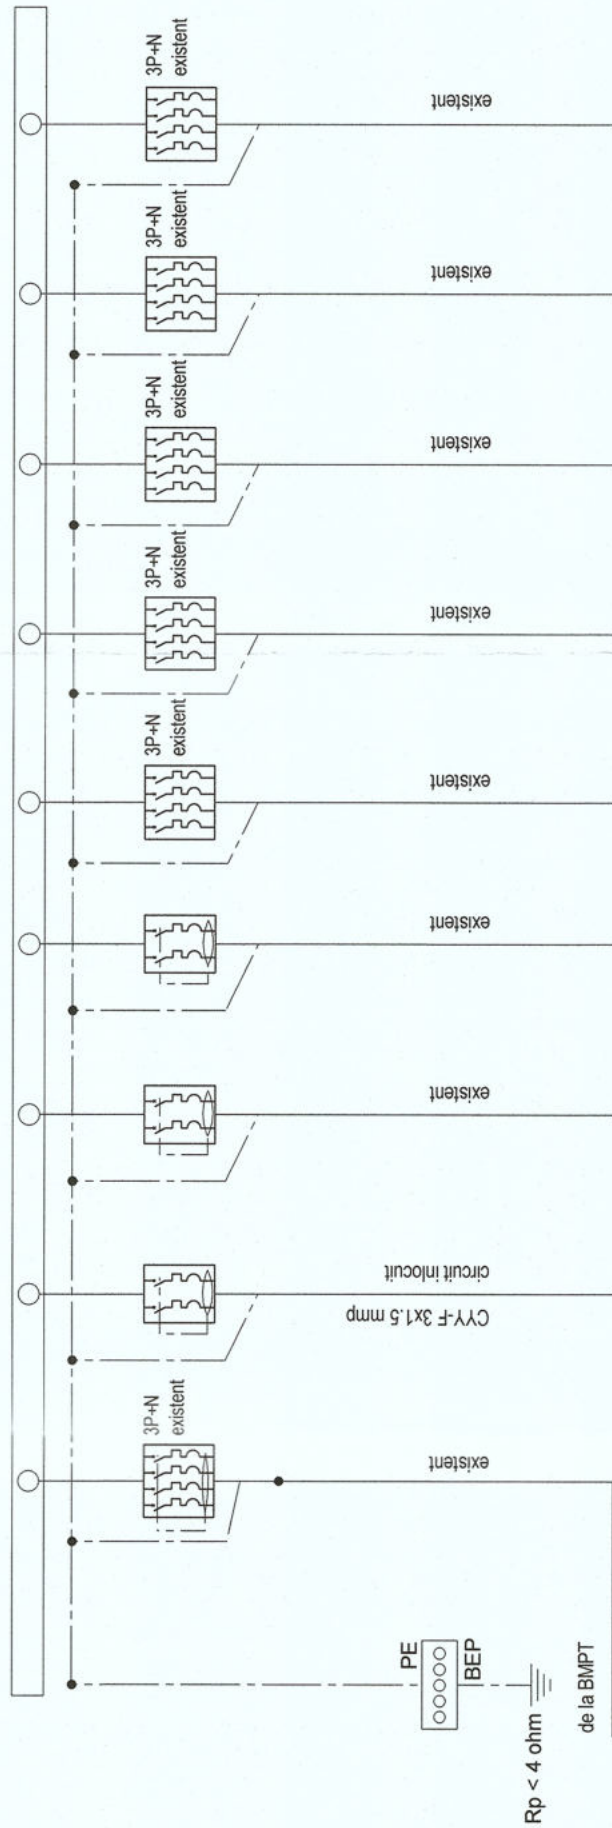 3P+N
existent
existent
3P+N
existent
existent
3P+N
existent
existent
3P+N
existent
existent
3P+N
existent
existent
existent
existent
circuit inlocuit
CYY-F 3x1.5 mmp
3P+N
existent
existent
PE
BEP
Rp < 4 ohm
de la BMPT